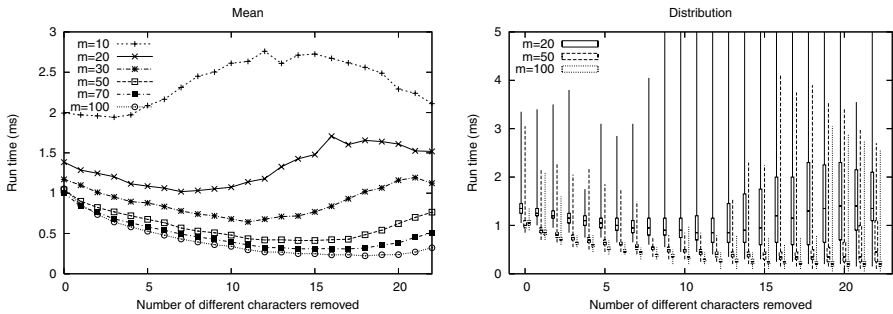 Mean
3
2.5
2
1.5
1
0.5
0
m=10
m=20
m=30
m=50
m=70
m=100
Run time (ms)
0 5 10 15 20
Number of different characters removed
Distribution
5
4
3
2
1
0
m=20
m=50
m=100
Run time (ms)
0 5 10 15 20
Number of different characters removed